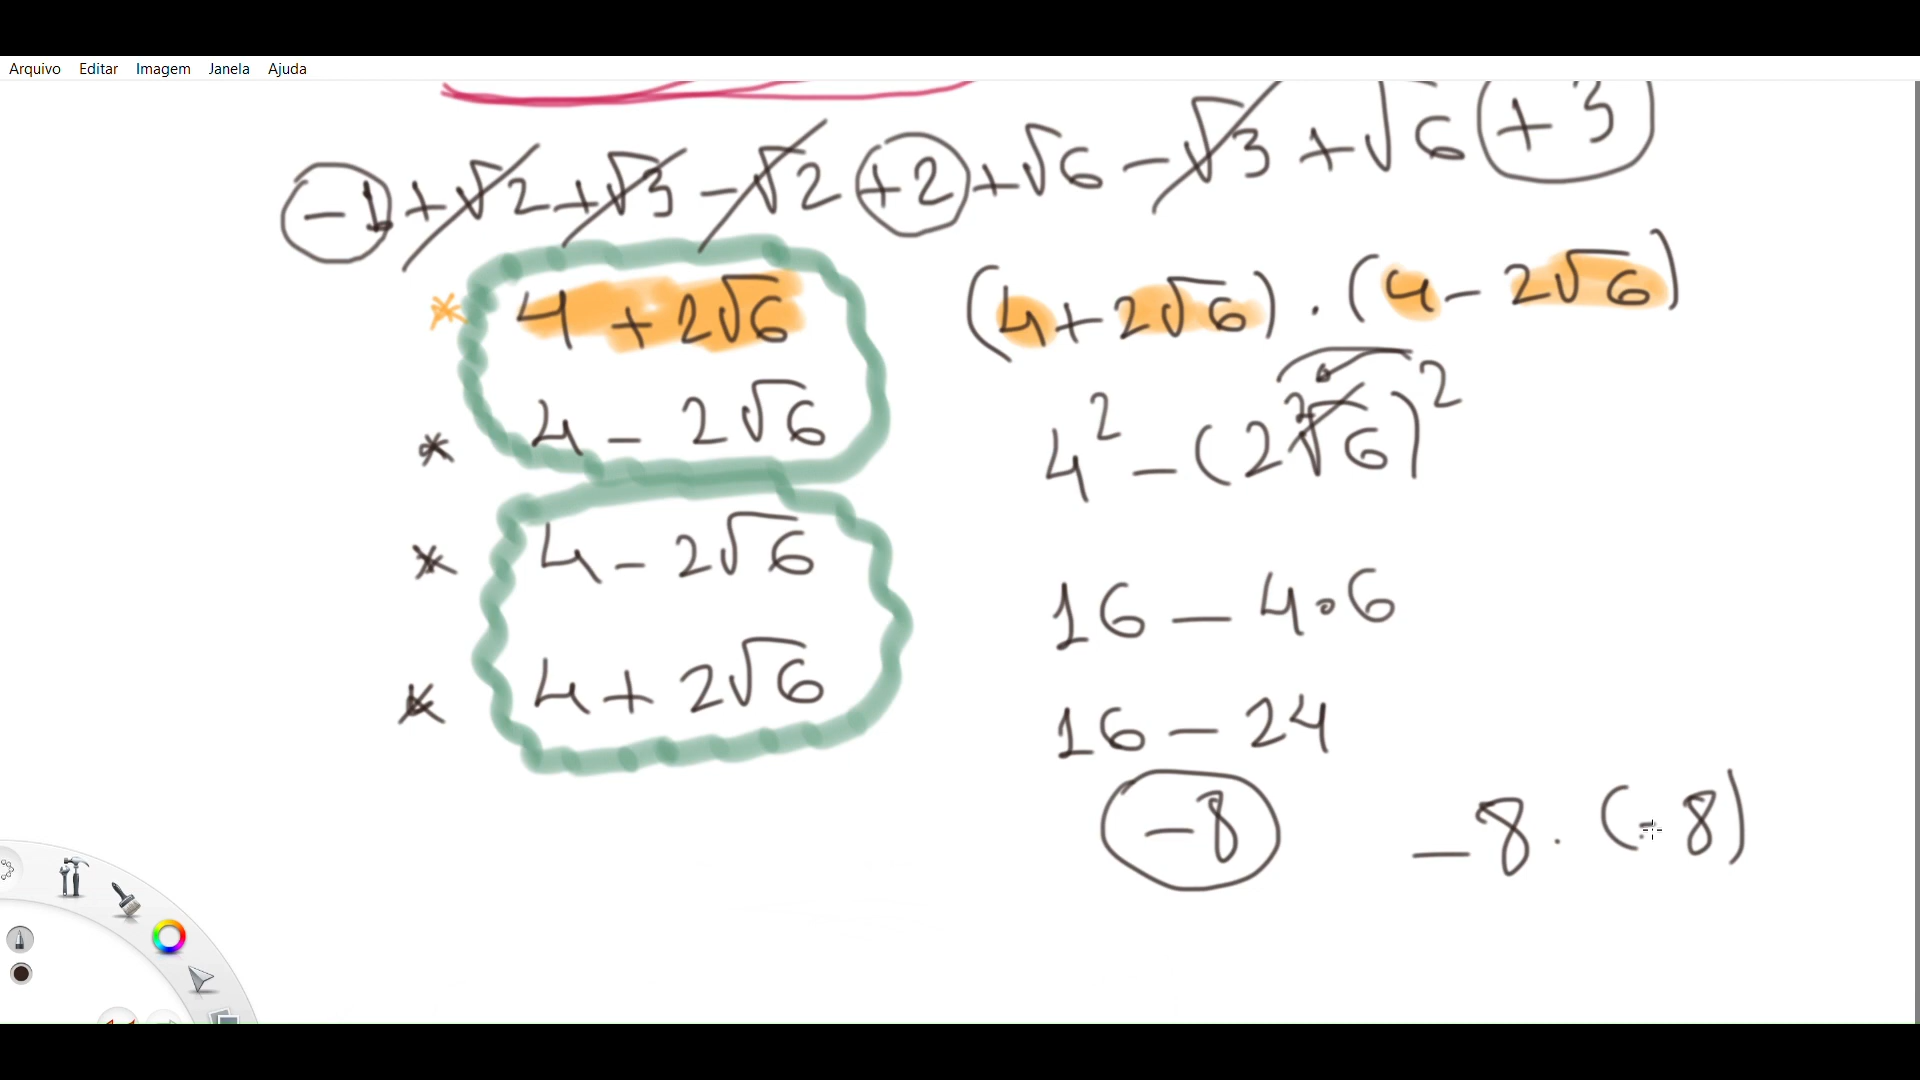 Arquivo Editar Imagem Janela Ajuda
-1 + √2 + √3 - √2 + 2 + √6 - √3 + √6 + 3
* 4 + 2√6
* 4 - 2√6
* 4 - 2√6
* 4 + 2√6
(4 + 2√6) . (4 - 2√6)
4² - (2²√6)²
16 - 4.6
16 - 24
-8
-8 . (-8)